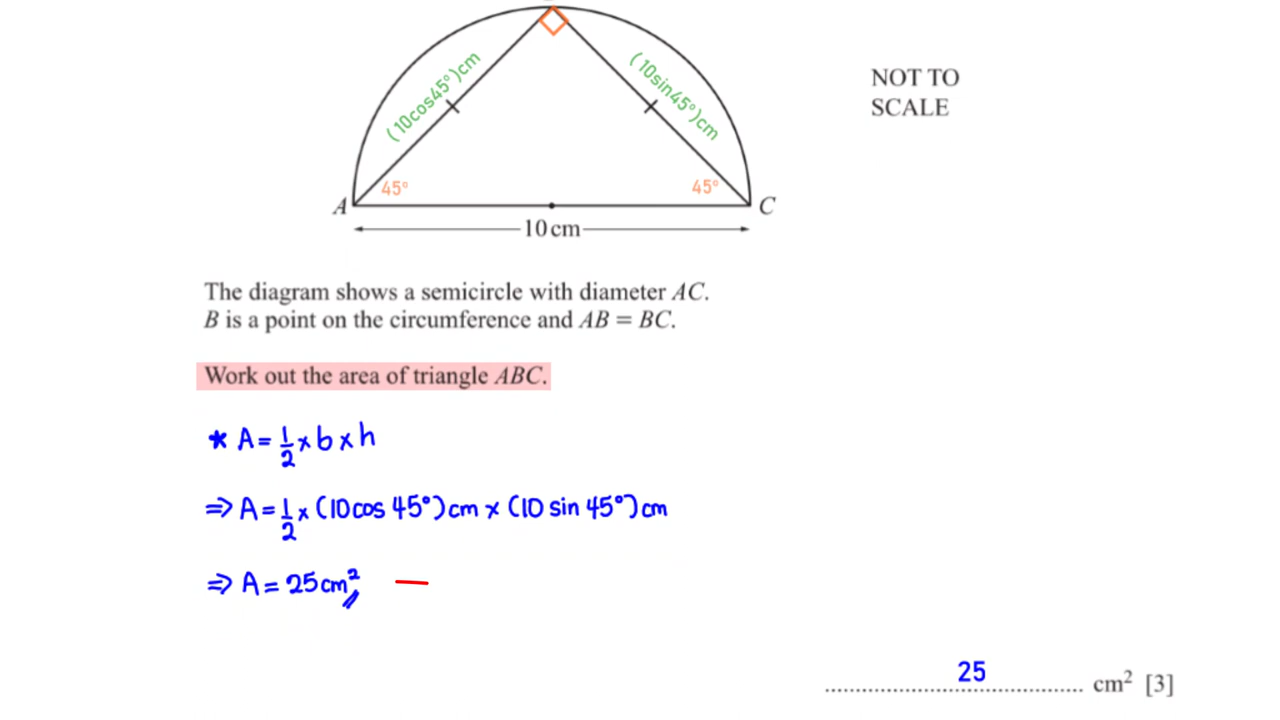 (10cos45°)cm
(10sin45°)cm
NOT TO
SCALE
45°
45°
A
C
10 cm
The diagram shows a semicircle with diameter AC.
B is a point on the circumference and AB = BC.
Work out the area of triangle ABC.
* A = 1/2 × b × h
⇒ A = 1/2 × (10 cos 45°) cm × (10 sin 45°) cm
⇒ A = 25 cm²
25
cm² [3]